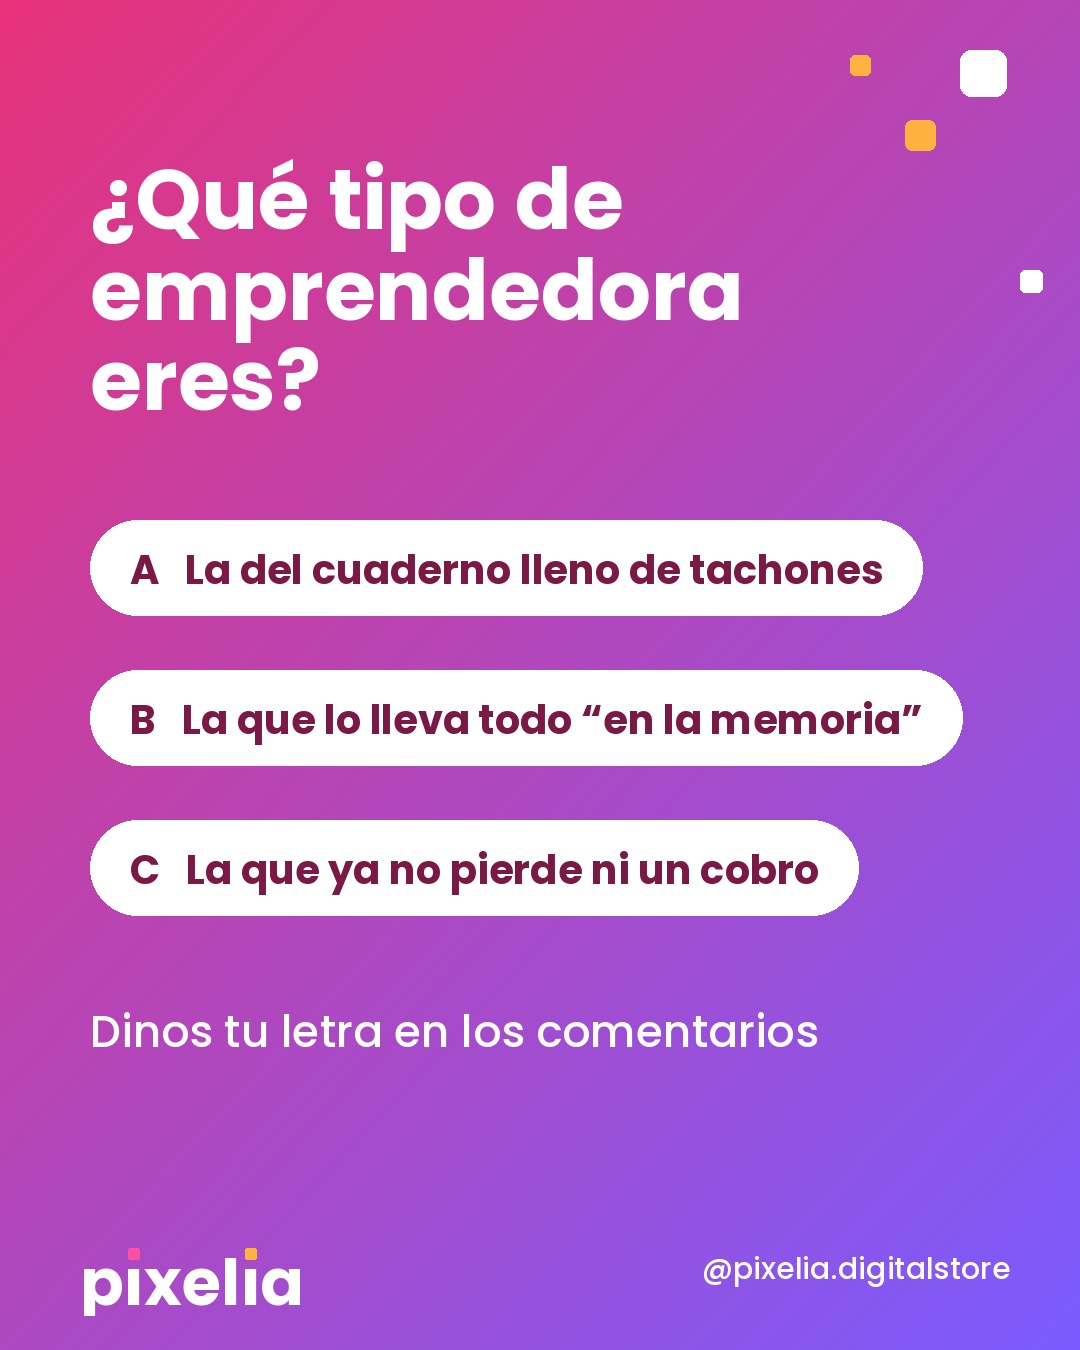 ¿Qué tipo de
emprendedora
eres?
A La del cuaderno lleno de tachones
B La que lo lleva todo “en la memoria”
C La que ya no pierde ni un cobro
Dinos tu letra en los comentarios
pixelia
@pixelia.digitalstore